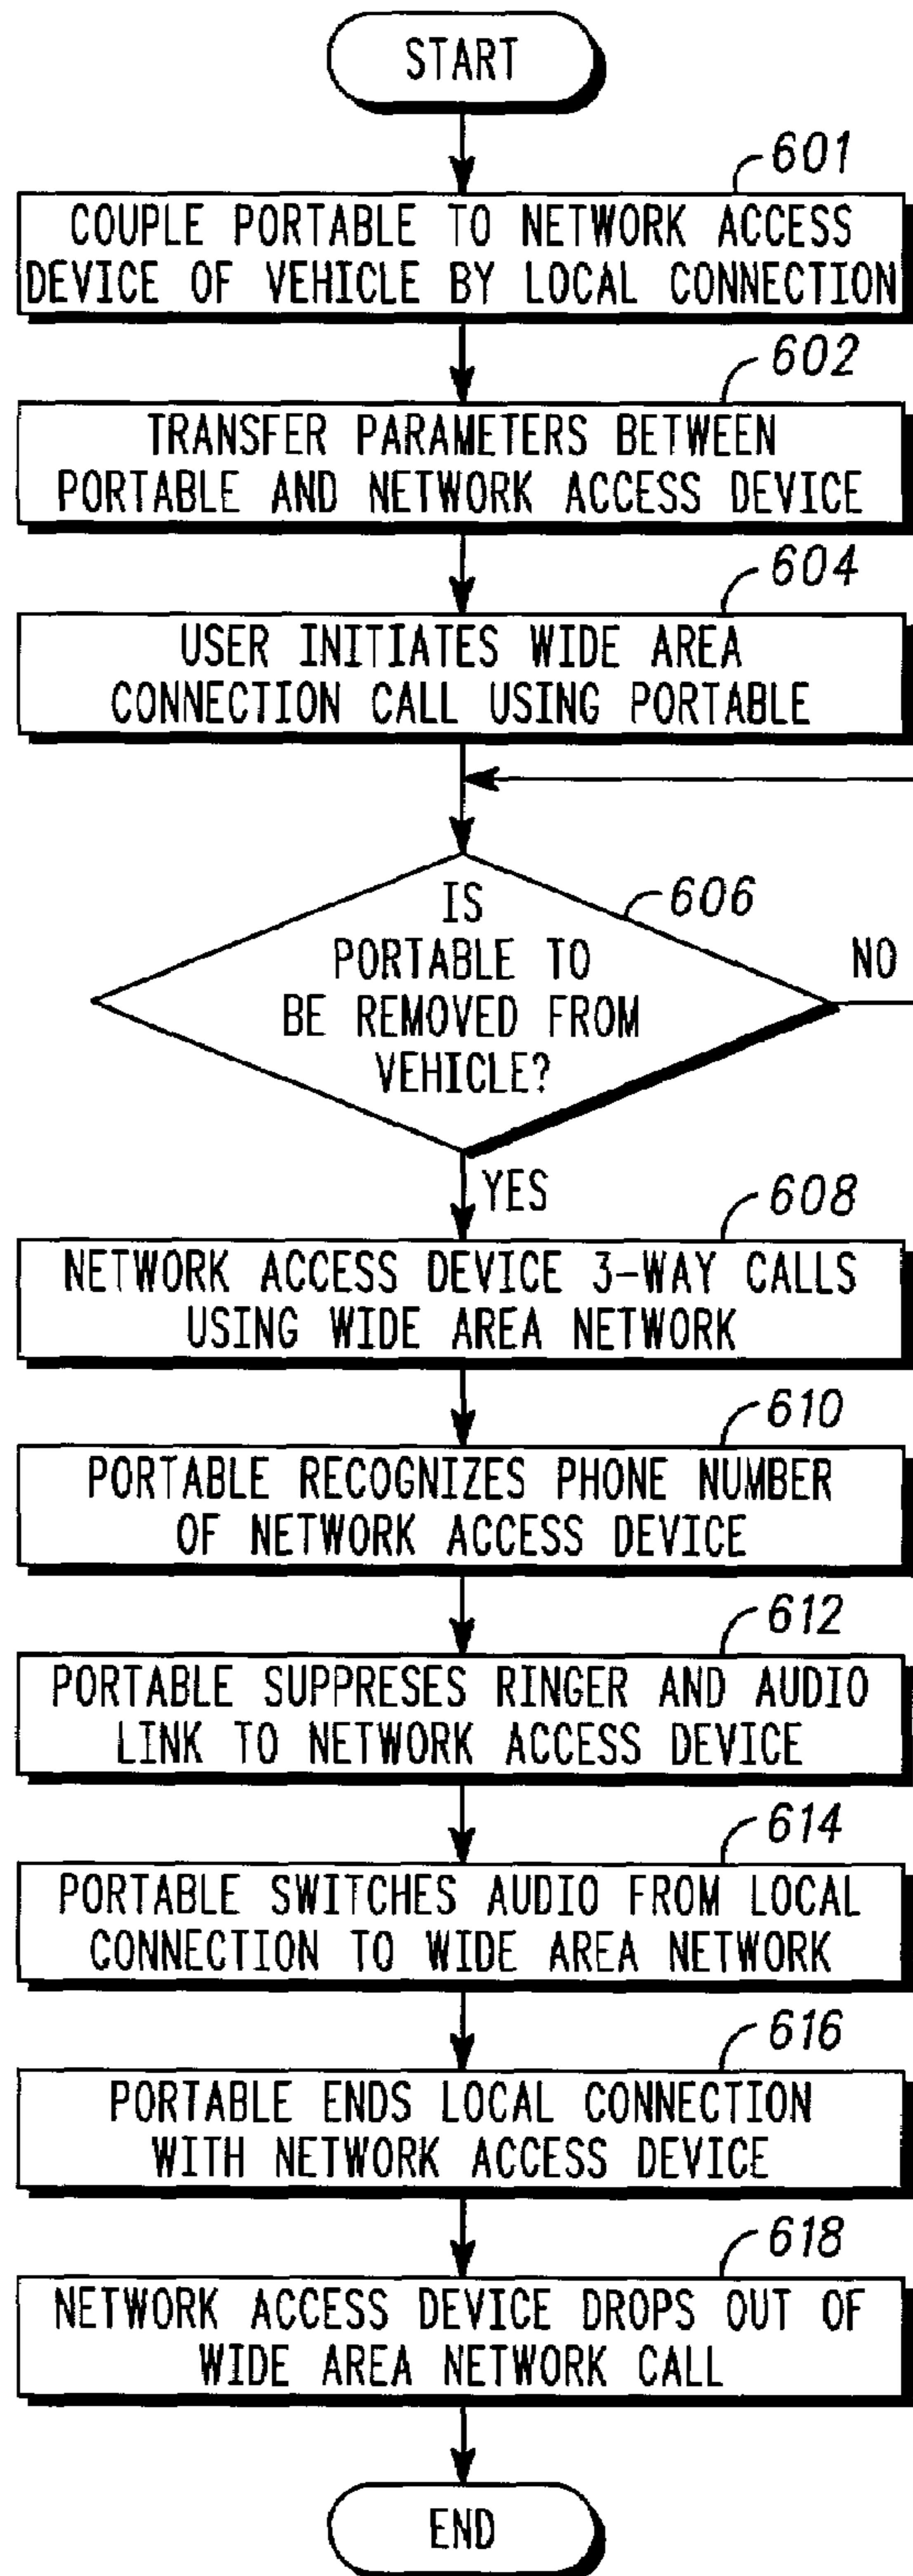 START
601
COUPLE PORTABLE TO NETWORK ACCESS
DEVICE OF VEHICLE BY LOCAL CONNECTION
602
TRANSFER PARAMETERS BETWEEN
PORTABLE AND NETWORK ACCESS DEVICE
604
USER INITIATES WIDE AREA
CONNECTION CALL USING PORTABLE
606
IS
PORTABLE TO
BE REMOVED FROM
VEHICLE?
NO
YES
608
NETWORK ACCESS DEVICE 3-WAY CALLS
USING WIDE AREA NETWORK
610
PORTABLE RECOGNIZES PHONE NUMBER
OF NETWORK ACCESS DEVICE
612
PORTABLE SUPPRESES RINGER AND AUDIO
LINK TO NETWORK ACCESS DEVICE
614
PORTABLE SWITCHES AUDIO FROM LOCAL
CONNECTION TO WIDE AREA NETWORK
616
PORTABLE ENDS LOCAL CONNECTION
WITH NETWORK ACCESS DEVICE
618
NETWORK ACCESS DEVICE DROPS OUT OF
WIDE AREA NETWORK CALL
END